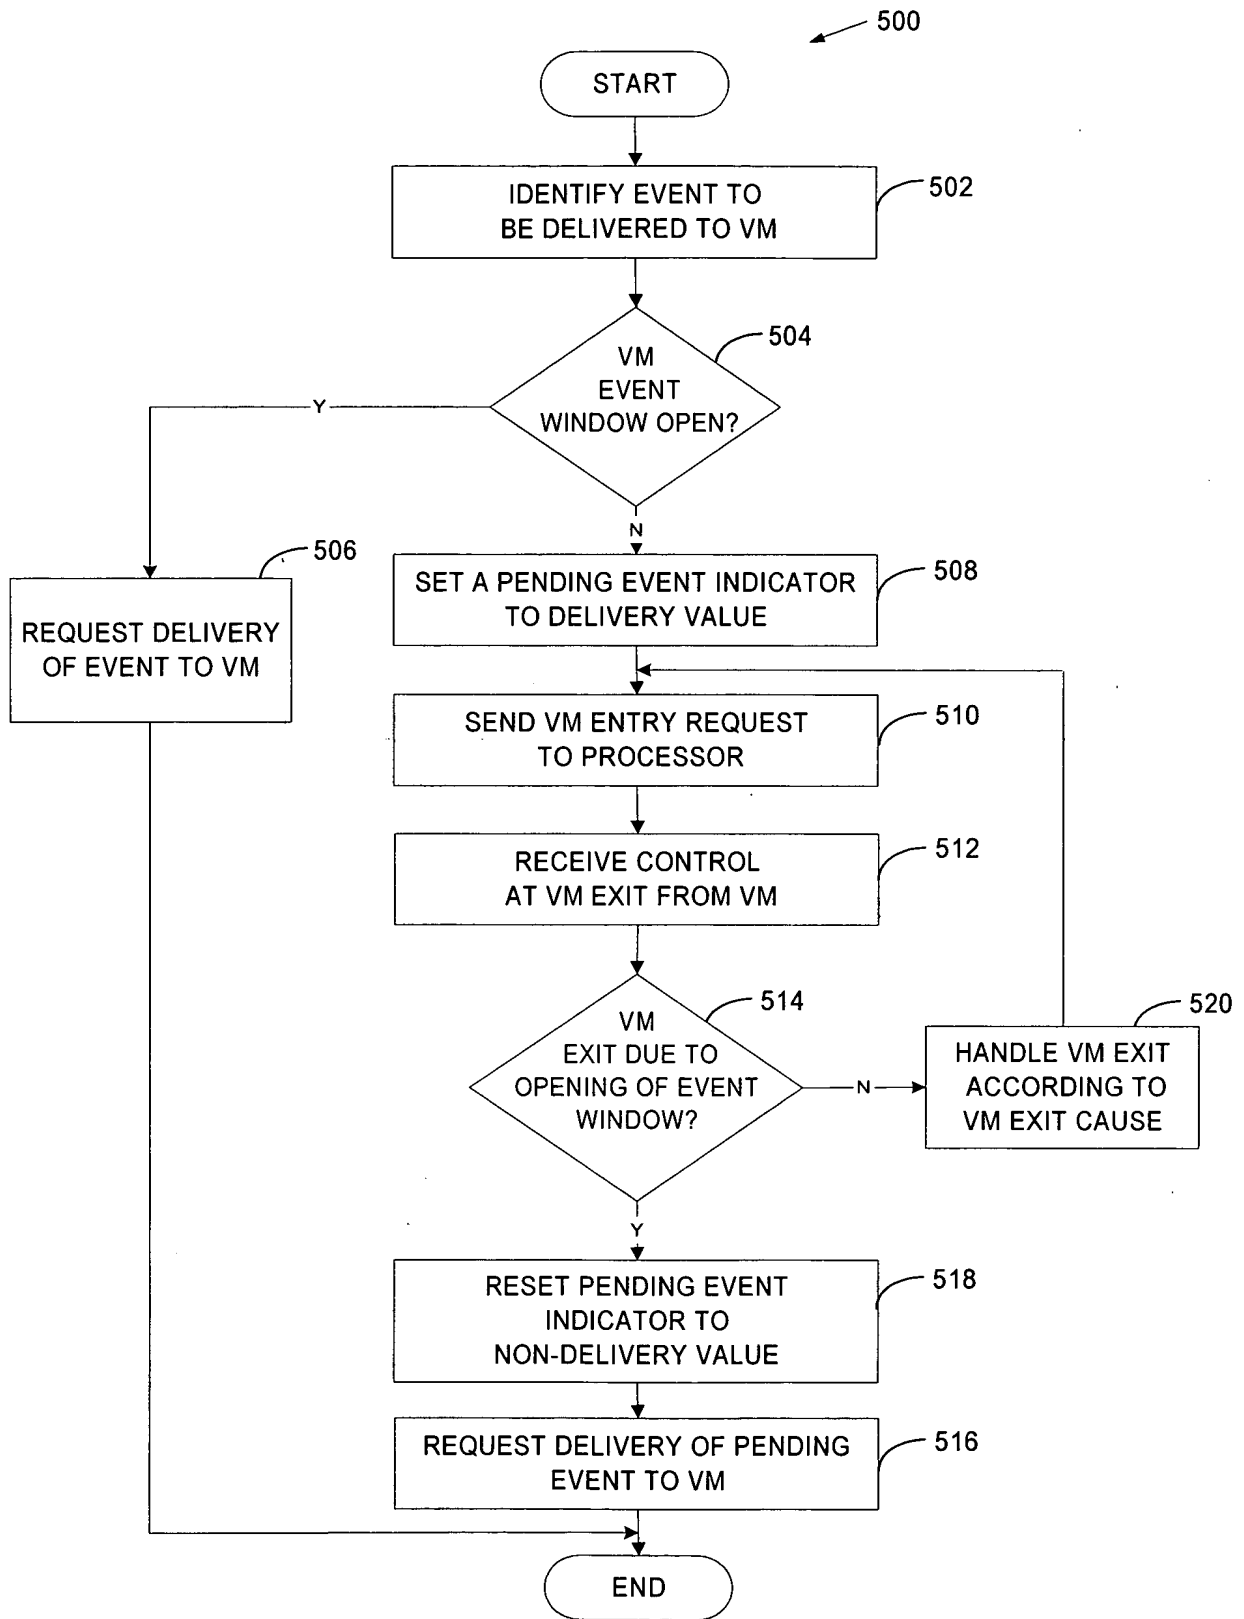 500
START
IDENTIFY EVENT TO
BE DELIVERED TO VM
502
VM
EVENT
WINDOW OPEN?
504
Y
N
REQUEST DELIVERY
OF EVENT TO VM
506
SET A PENDING EVENT INDICATOR
TO DELIVERY VALUE
508
SEND VM ENTRY REQUEST
TO PROCESSOR
510
RECEIVE CONTROL
AT VM EXIT FROM VM
512
VM
EXIT DUE TO
OPENING OF EVENT
WINDOW?
514
N
HANDLE VM EXIT
ACCORDING TO
VM EXIT CAUSE
520
Y
RESET PENDING EVENT
INDICATOR TO
NON-DELIVERY VALUE
518
REQUEST DELIVERY OF PENDING
EVENT TO VM
516
END